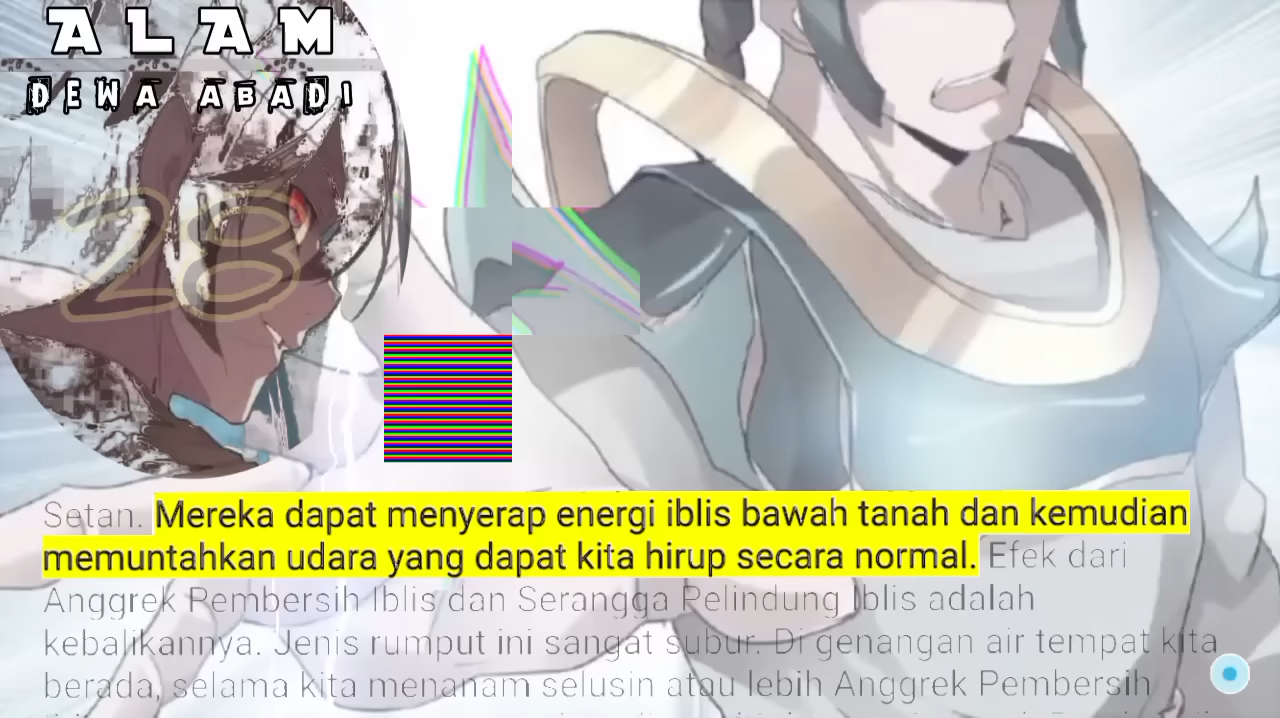 ALAM
DEWA ABADI
28
Setan. Mereka dapat menyerap energi iblis bawah tanah dan kemudian
memuntahkan udara yang dapat kita hirup secara normal. Efek dari
Anggrek Pembersih Iblis dan Serangga Pelindung Iblis adalah
kebalikannya. Jenis rumput ini sangat subur. Di genangan air tempat kita
berada, selama kita menanam selusin atau lebih Anggrek Pembersih